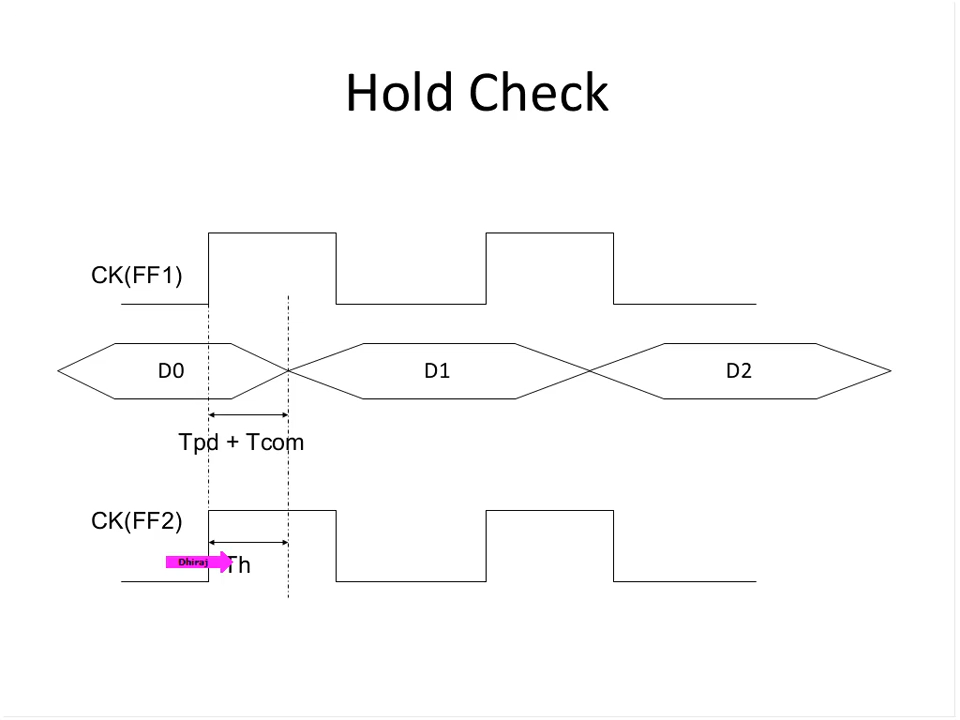 Hold Check
CK(FF1)
D0 D1 D2
Tpd + Tcom
CK(FF2)
Dhiraj
Th